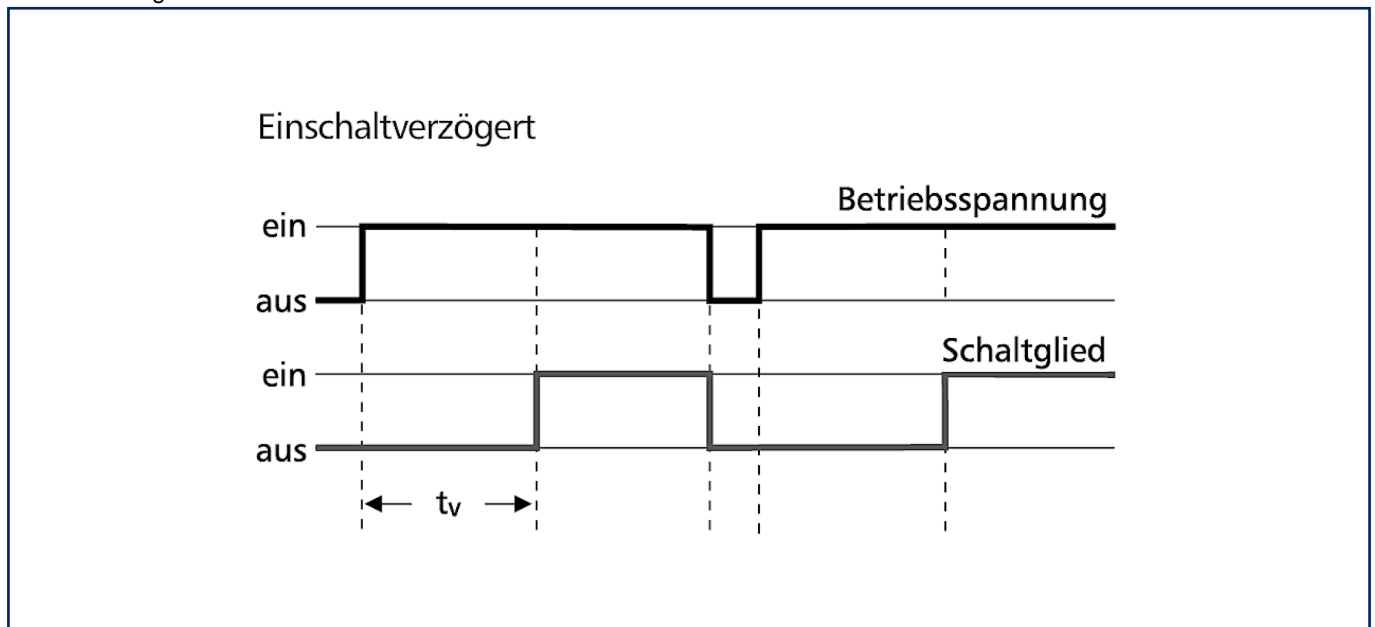 Einschaltverzögert
Betriebsspannung
ein
aus
Schaltglied
ein
aus
tv